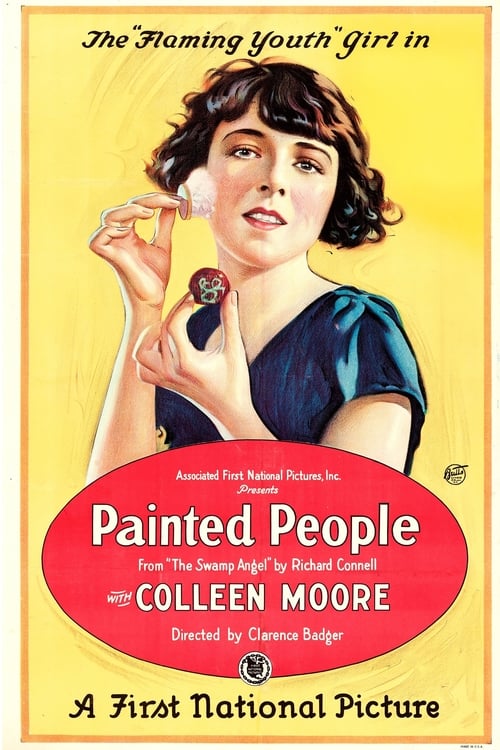 The "Flaming Youth" Girl in
Associated First National Pictures, Inc.
Presents
Painted People
From "The Swamp Angel" by Richard Connell
WITH COLLEEN MOORE
Directed by Clarence Badger
A First National Picture